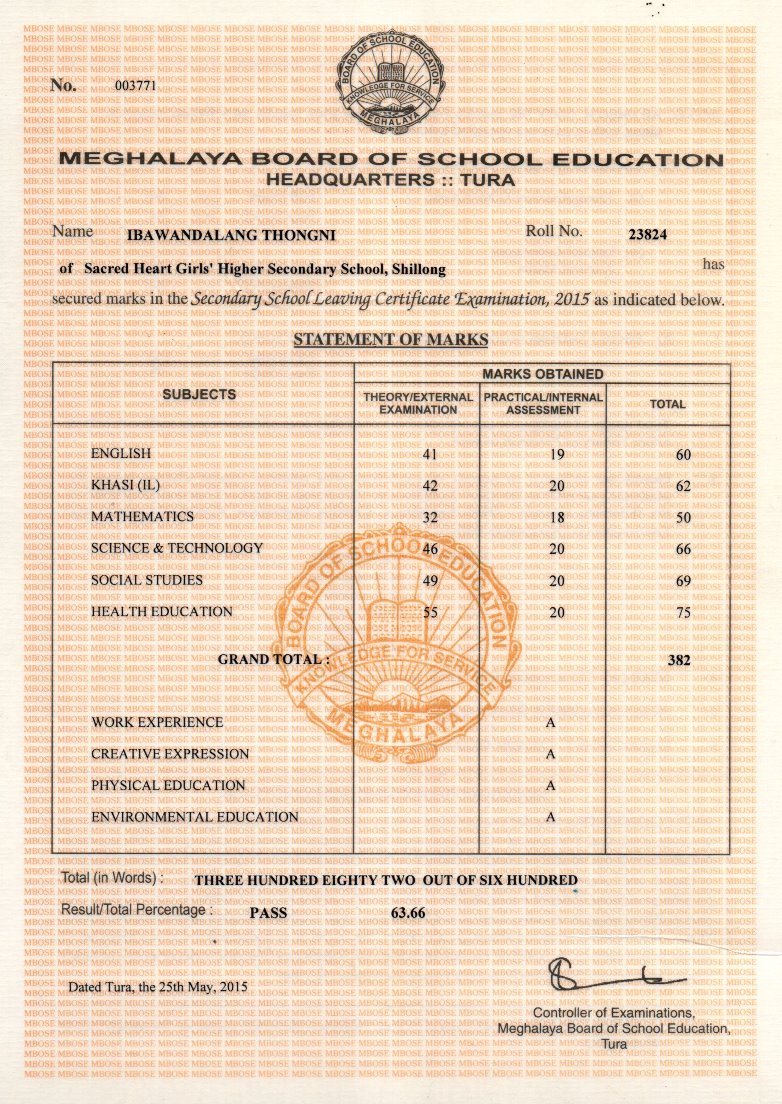 No. 003771
BOARD OF SCHOOL EDUCATION
KNOWLEDGE FOR SERVICE
MEGHALAYA
MEGHALAYA BOARD OF SCHOOL EDUCATION
HEADQUARTERS :: TURA
Name IBAWANDALANG THONGNI Roll No. 23824
of Sacred Heart Girls' Higher Secondary School, Shillong has
secured marks in the Secondary School Leaving Certificate Examination, 2015 as indicated below.
STATEMENT OF MARKS
SUBJECTS MARKS OBTAINED
THEORY/EXTERNAL EXAMINATION PRACTICAL/INTERNAL ASSESSMENT TOTAL
ENGLISH 41 19 60
KHASI (IL) 42 20 62
MATHEMATICS 32 18 50
SCIENCE & TECHNOLOGY 46 20 66
SOCIAL STUDIES 49 20 69
HEALTH EDUCATION 55 20 75
GRAND TOTAL : 382
BOARD OF SCHOOL EDUCATION
KNOWLEDGE FOR SERVICE
MEGHALAYA
WORK EXPERIENCE A
CREATIVE EXPRESSION A
PHYSICAL EDUCATION A
ENVIRONMENTAL EDUCATION A
Total (in Words) : THREE HUNDRED EIGHTY TWO OUT OF SIX HUNDRED
Result/Total Percentage : PASS 63.66
Dated Tura, the 25th May, 2015
Controller of Examinations,
Meghalaya Board of School Education,
Tura